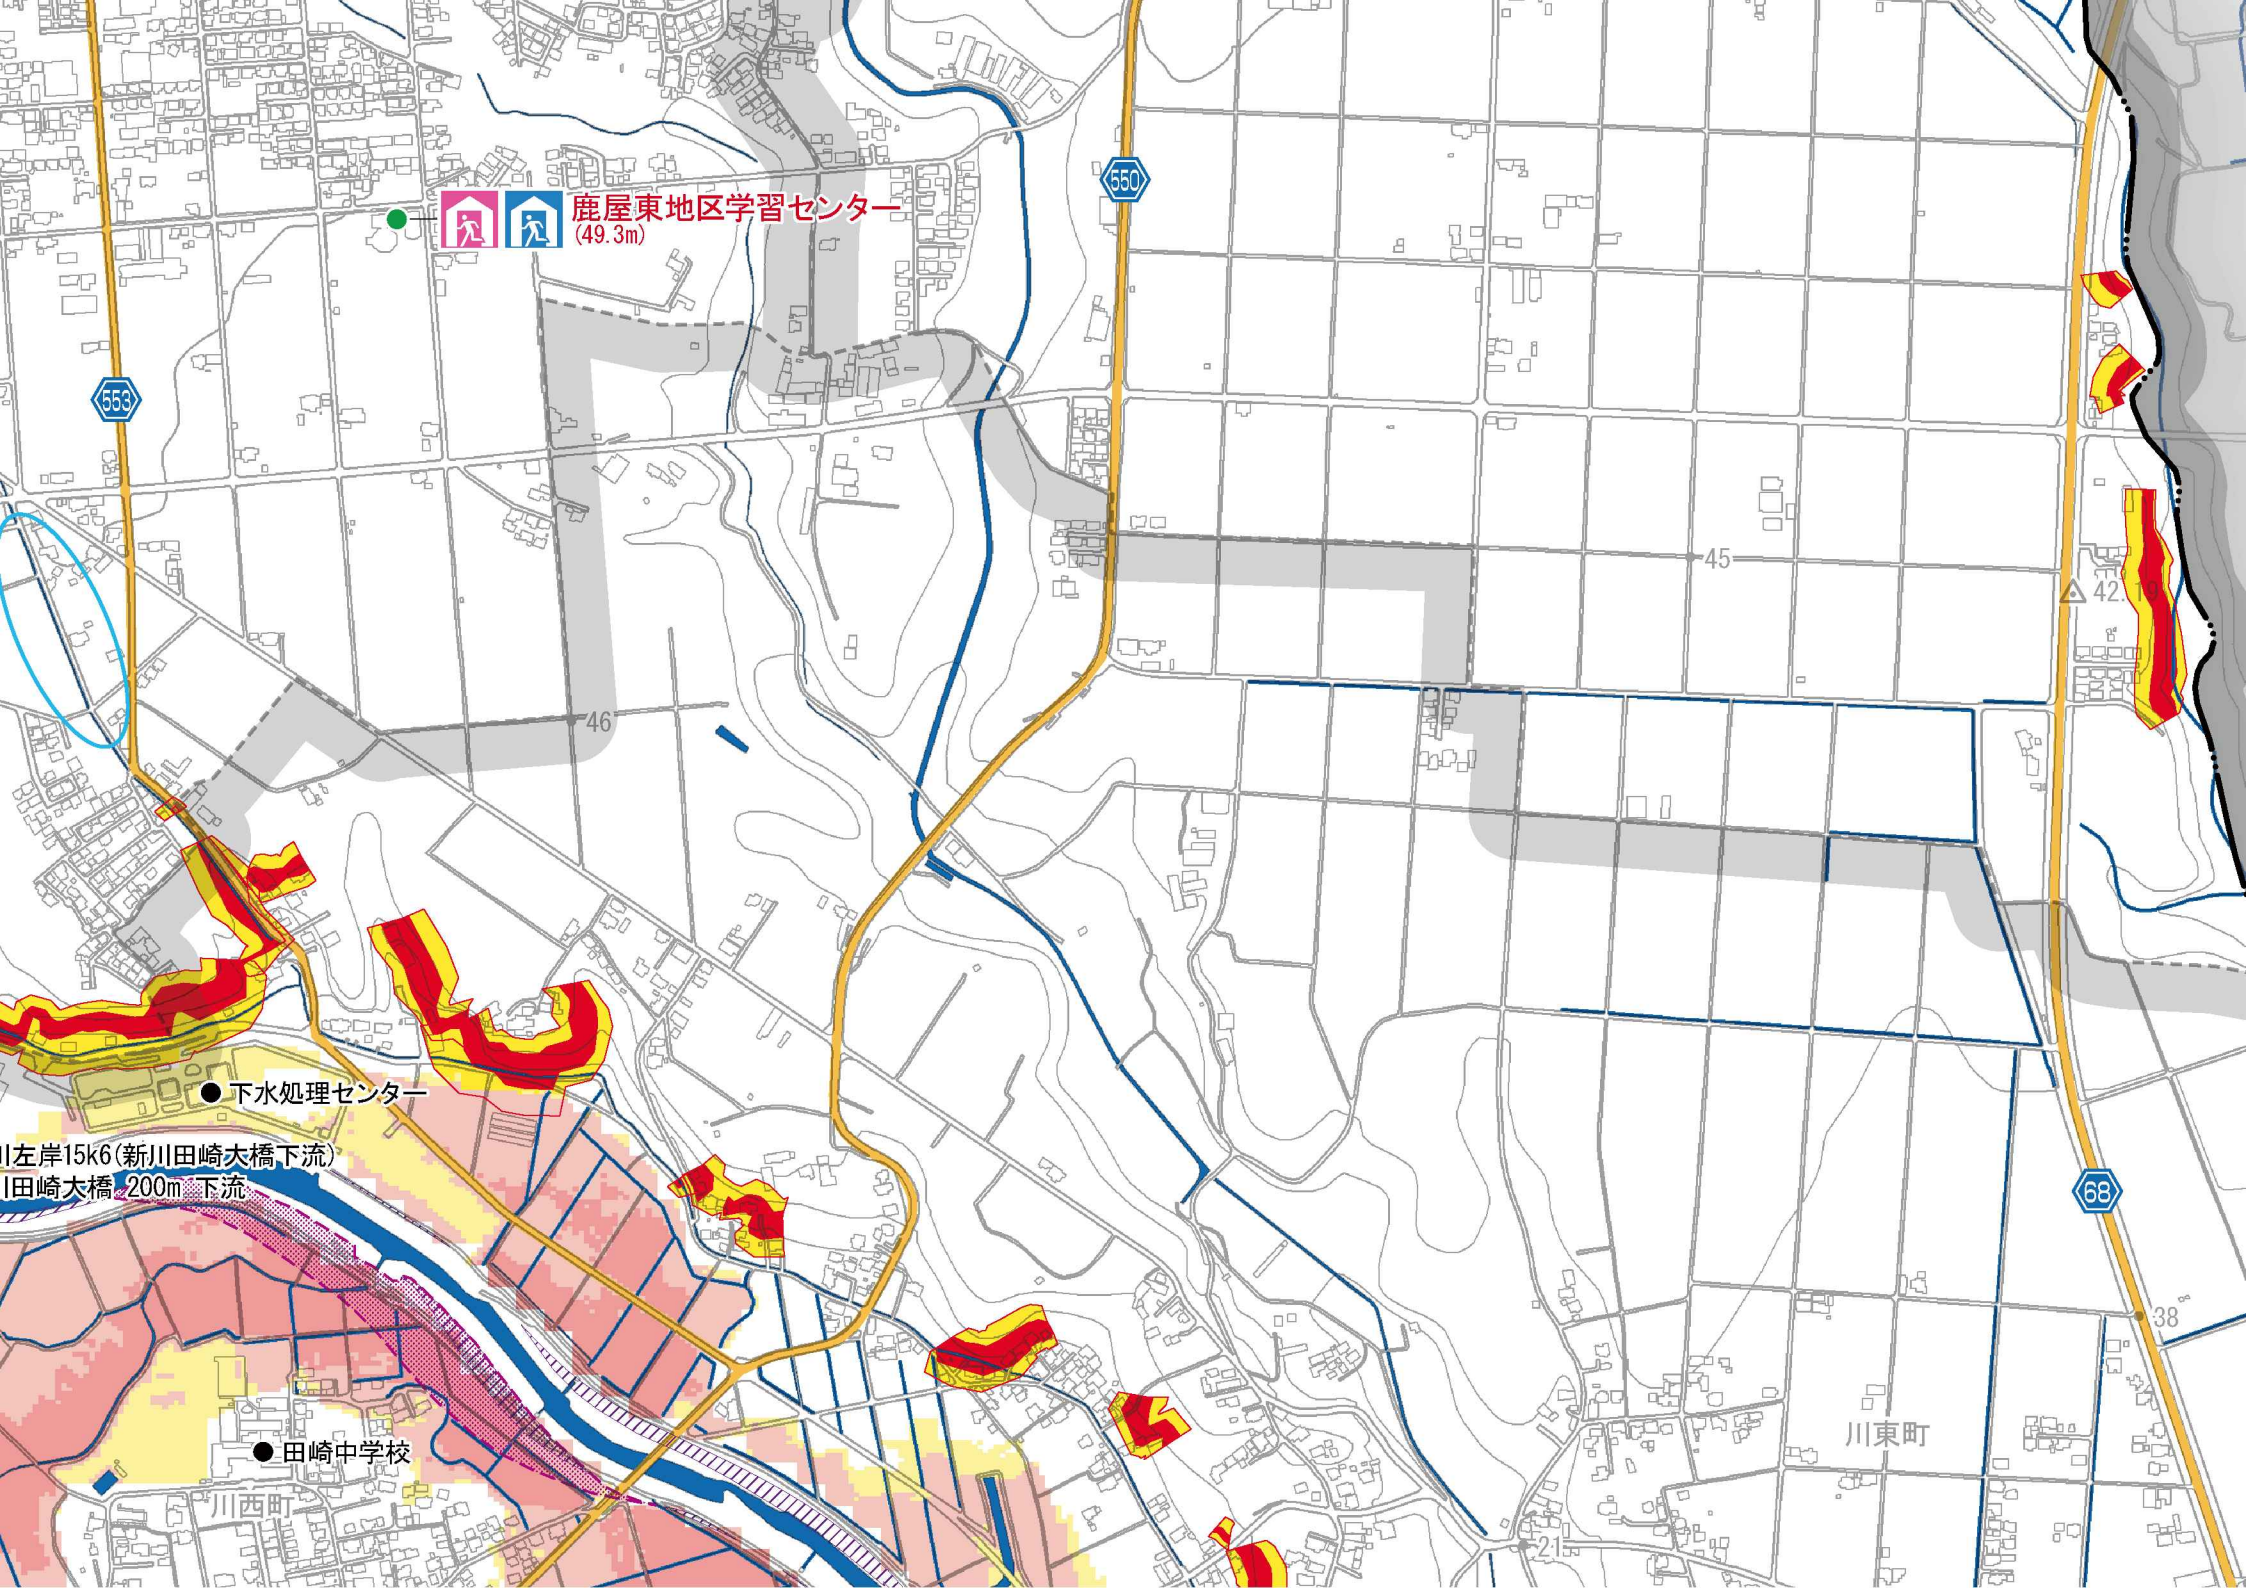 550
鹿屋東地区学習センター
(49.3m)
553
45
42.19
46
下水処理センター
川左岸15k6(新川田崎大橋下流)
川田崎大橋 200m 下流
68
38
川東町
田崎中学校
川西町
21